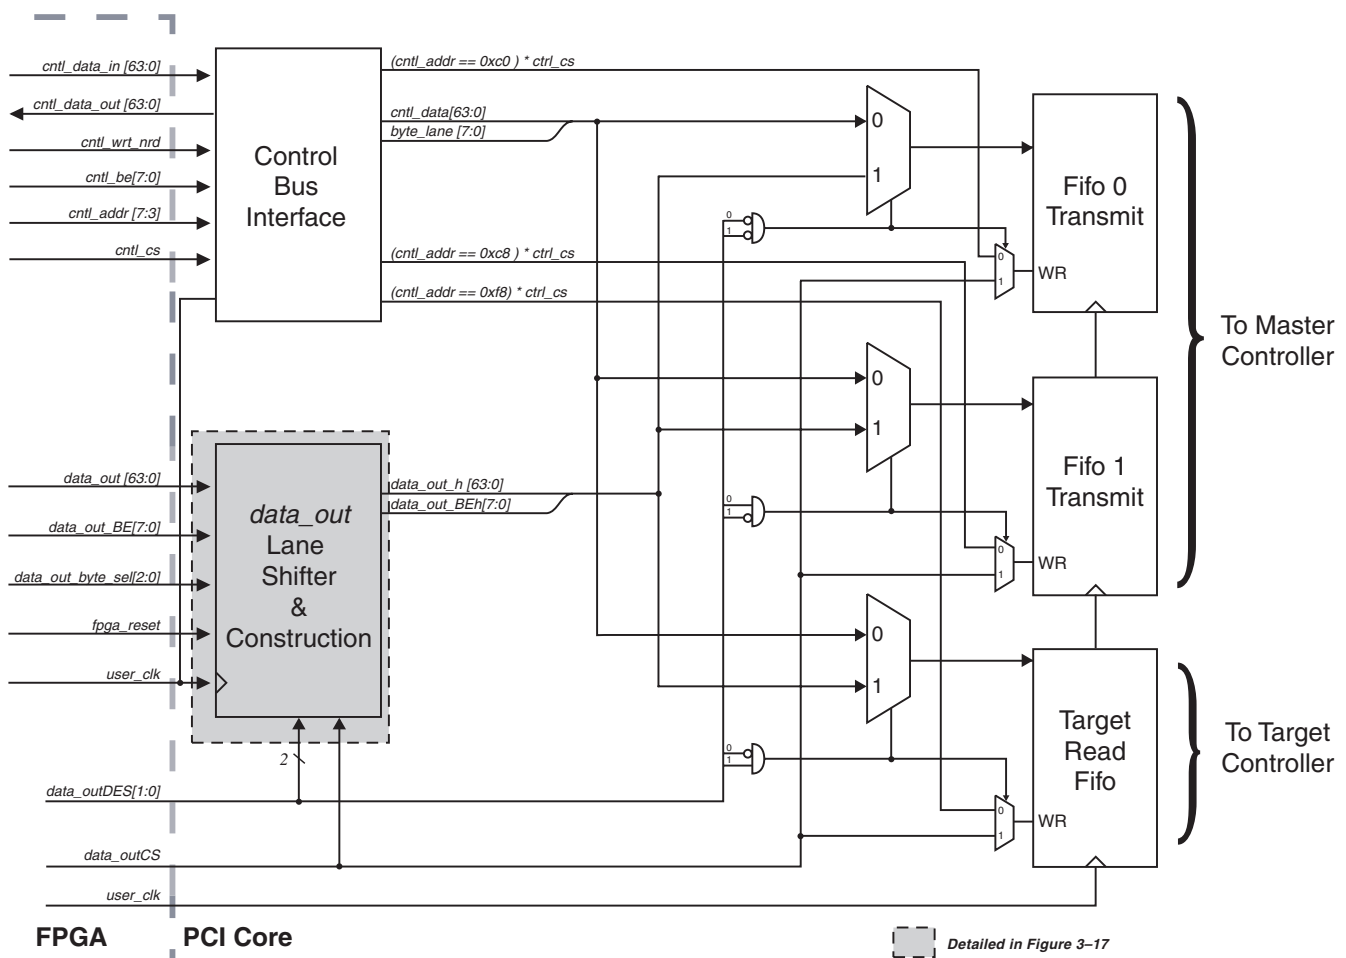 cntl_data_in [63:0]
cntl_data_out [63:0]
cntl_wrt_nrd
cntl_be[7:0]
cntl_addr [7:3]
cntl_cs
Control
Bus
Interface
(cntl_addr == 0xc0 ) * ctrl_cs
cntl_data[63:0]
byte_lane [7:0]
(cntl_addr == 0xc8 ) * ctrl_cs
(cntl_addr == 0xf8) * ctrl_cs
0
1
0
1
0
1
WR
Fifo 0
Transmit
0
1
0
1
0
1
WR
Fifo 1
Transmit
To Master
Controller
data_out [63:0]
data_out_BE[7:0]
data_out_byte_sel[2:0]
fpga_reset
user_clk
data_out
Lane
Shifter
&
Construction
data_out_h [63:0]
data_out_BEh[7:0]
2
0
1
0
1
0
1
WR
Target
Read
Fifo
To Target
Controller
data_outDES[1:0]
data_outCS
user_clk
FPGA
PCI Core
Detailed in Figure 3–17